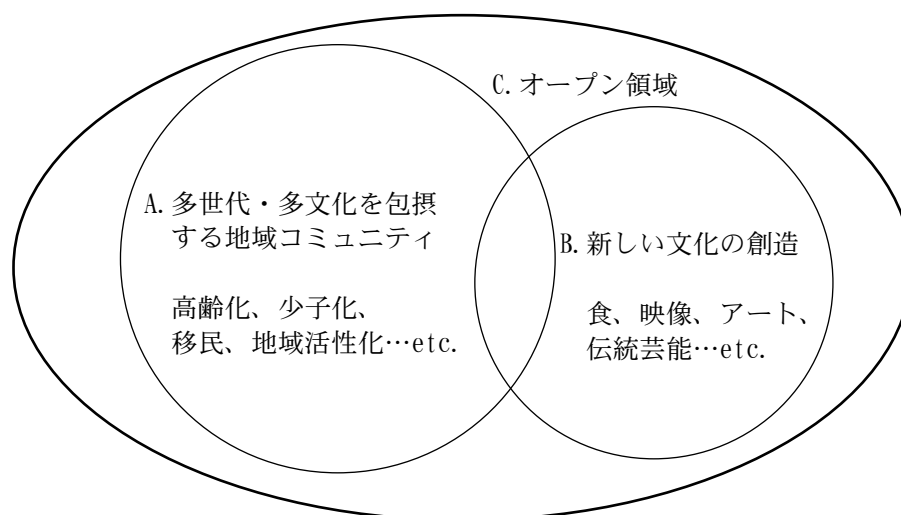 C.オープン領域
A.多世代・多文化を包摂
する地域コミュニティ
高齢化、少子化、
移民、地域活性化…etc.
B.新しい文化の創造
食、映像、アート、
伝統芸能…etc.